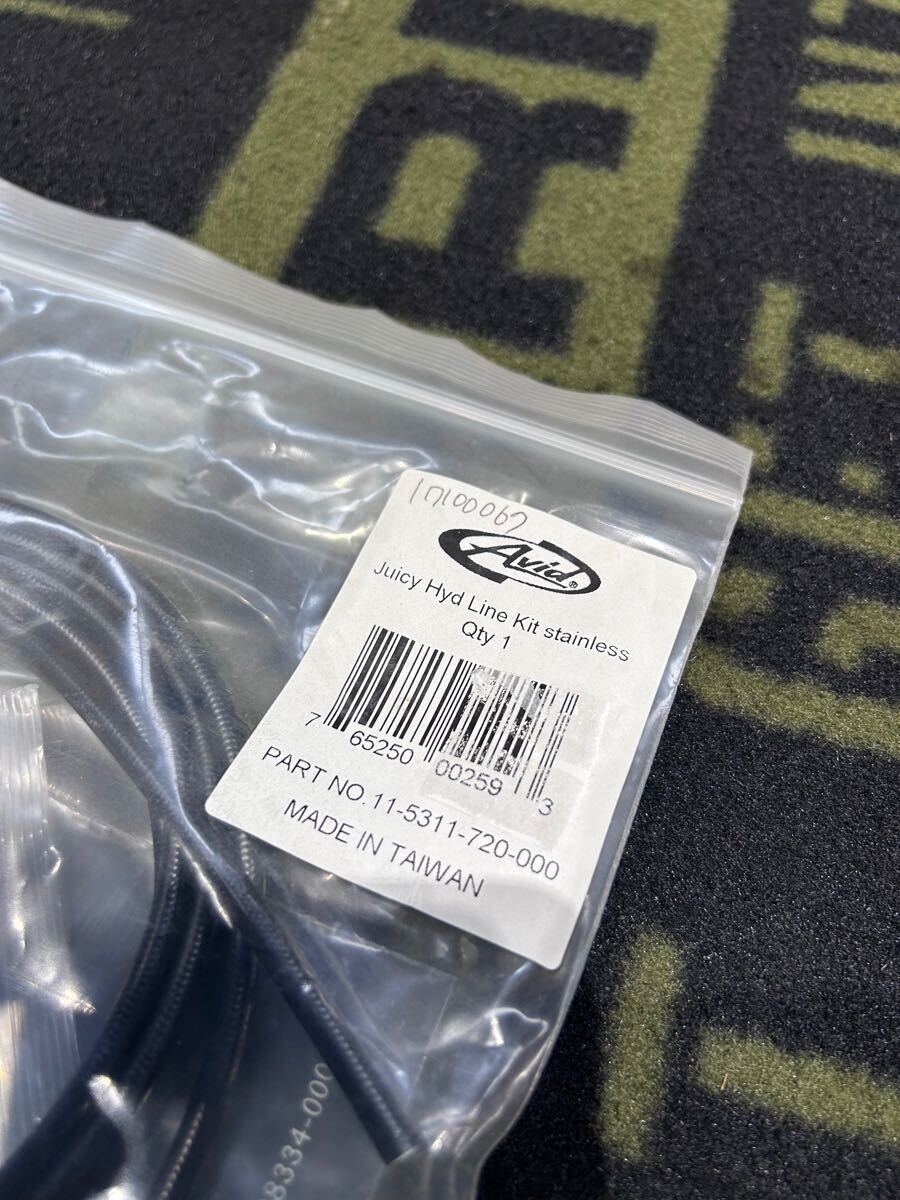 17100067
Avid®
Juicy Hyd Line Kit stainless
Qty 1
7 65250 00259 3
PART NO.11-5311-720-000
MADE IN TAIWAN
8334-000